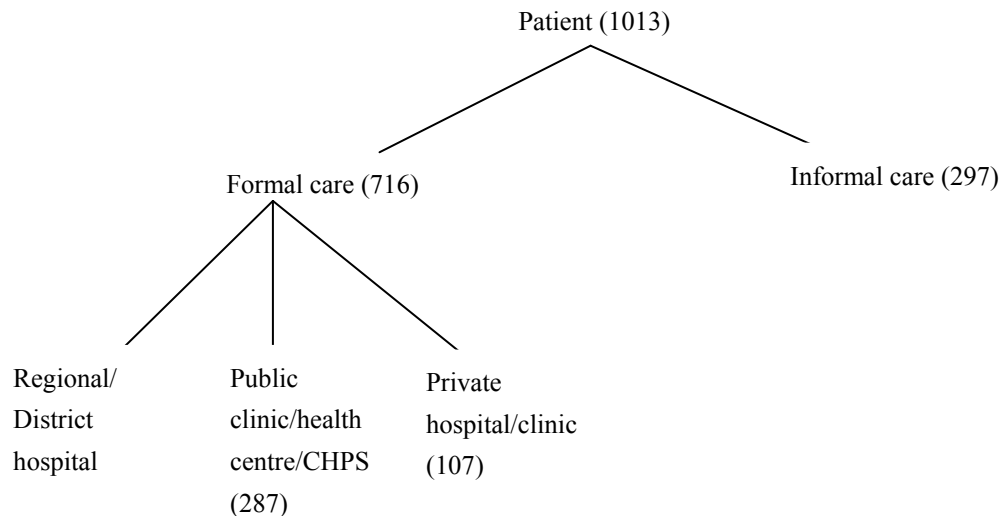 Patient (1013)
Formal care (716)
Informal care (297)
Regional/
District
hospital
Public
clinic/health
centre/CHPS
(287)
Private
hospital/clinic
(107)